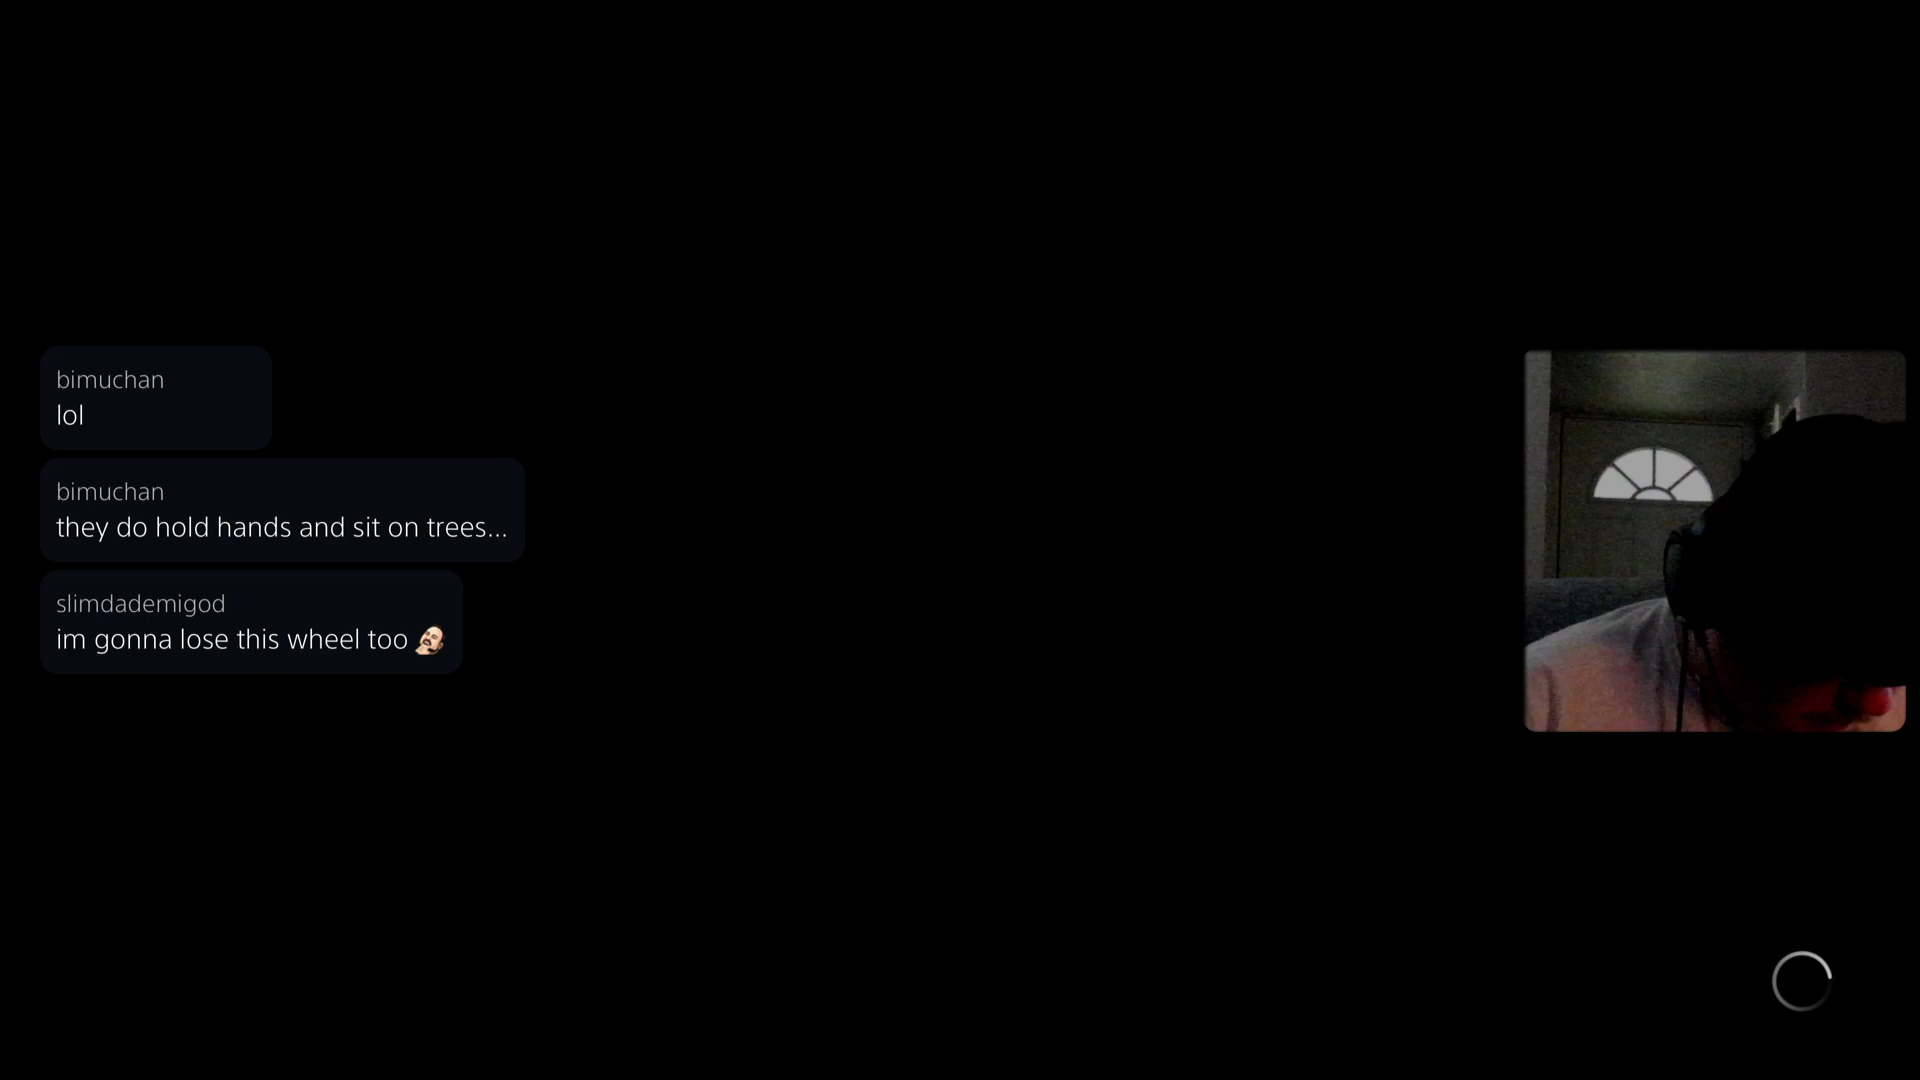 bimuchan
lol
bimuchan
they do hold hands and sit on trees...
slimdademigod
im gonna lose this wheel too